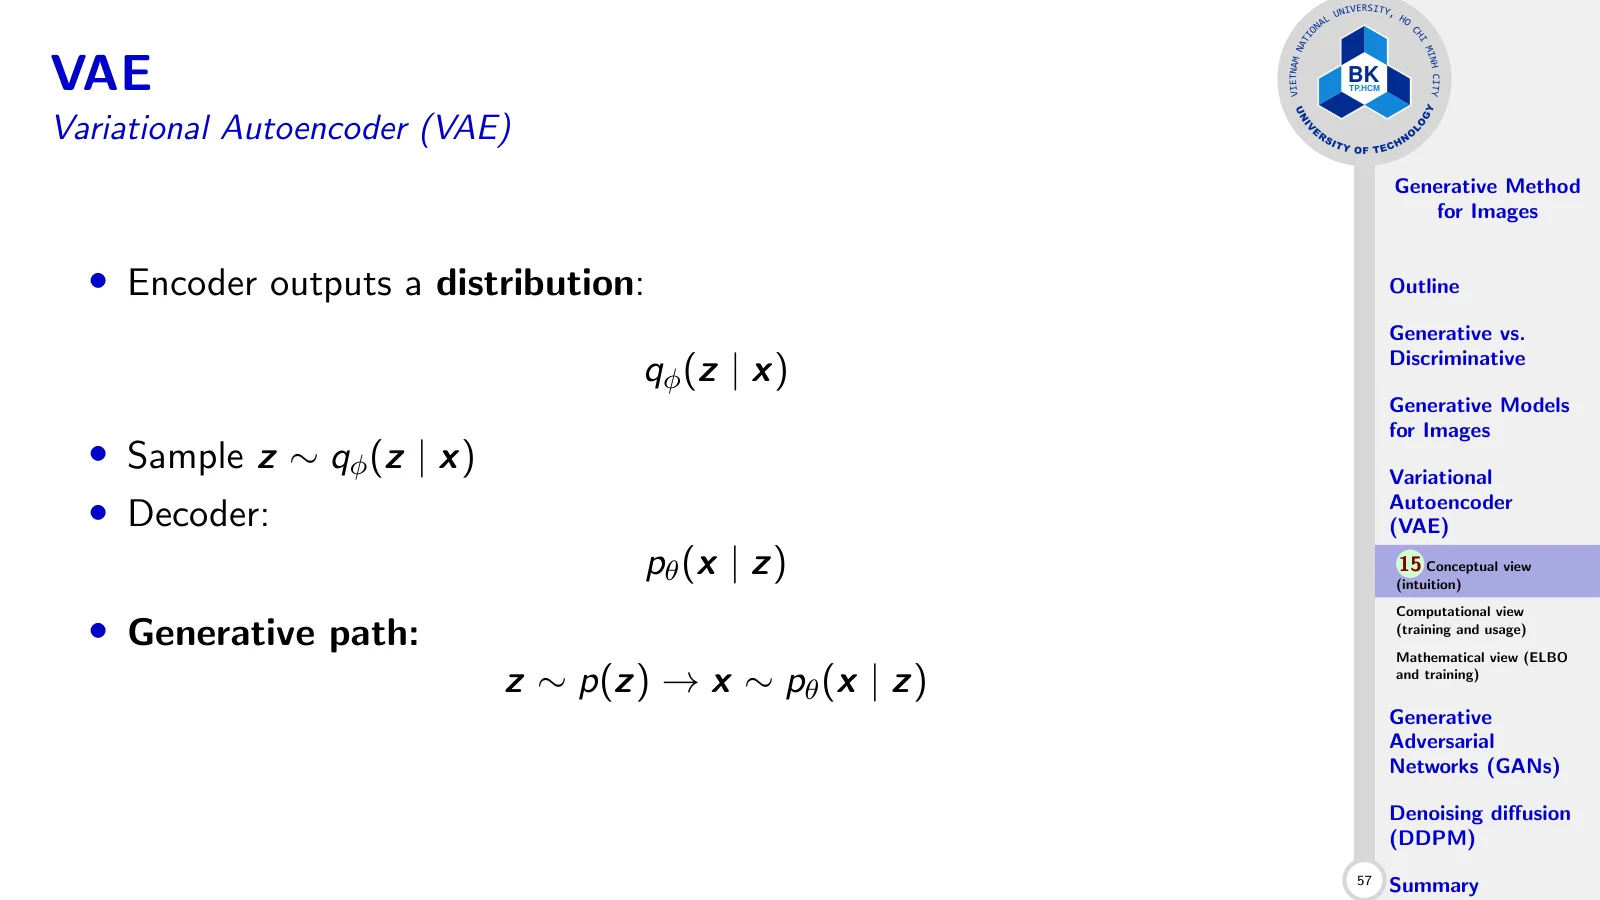 VAE
Variational Autoencoder (VAE)
• Encoder outputs a distribution:
qϕ(z | x)
• Sample z ∼ qϕ(z | x)
• Decoder:
pθ(x | z)
• Generative path:
z ∼ p(z) → x ∼ pθ(x | z)
VIETNAM NATIONAL UNIVERSITY, HO CHI MINH CITY
BK
TP.HCM
UNIVERSITY OF TECHNOLOGY
Generative Method
for Images
Outline
Generative vs.
Discriminative
Generative Models
for Images
Variational
Autoencoder
(VAE)
15 Conceptual view
(intuition)
Computational view
(training and usage)
Mathematical view (ELBO
and training)
Generative
Adversarial
Networks (GANs)
Denoising diffusion
(DDPM)
Summary
57